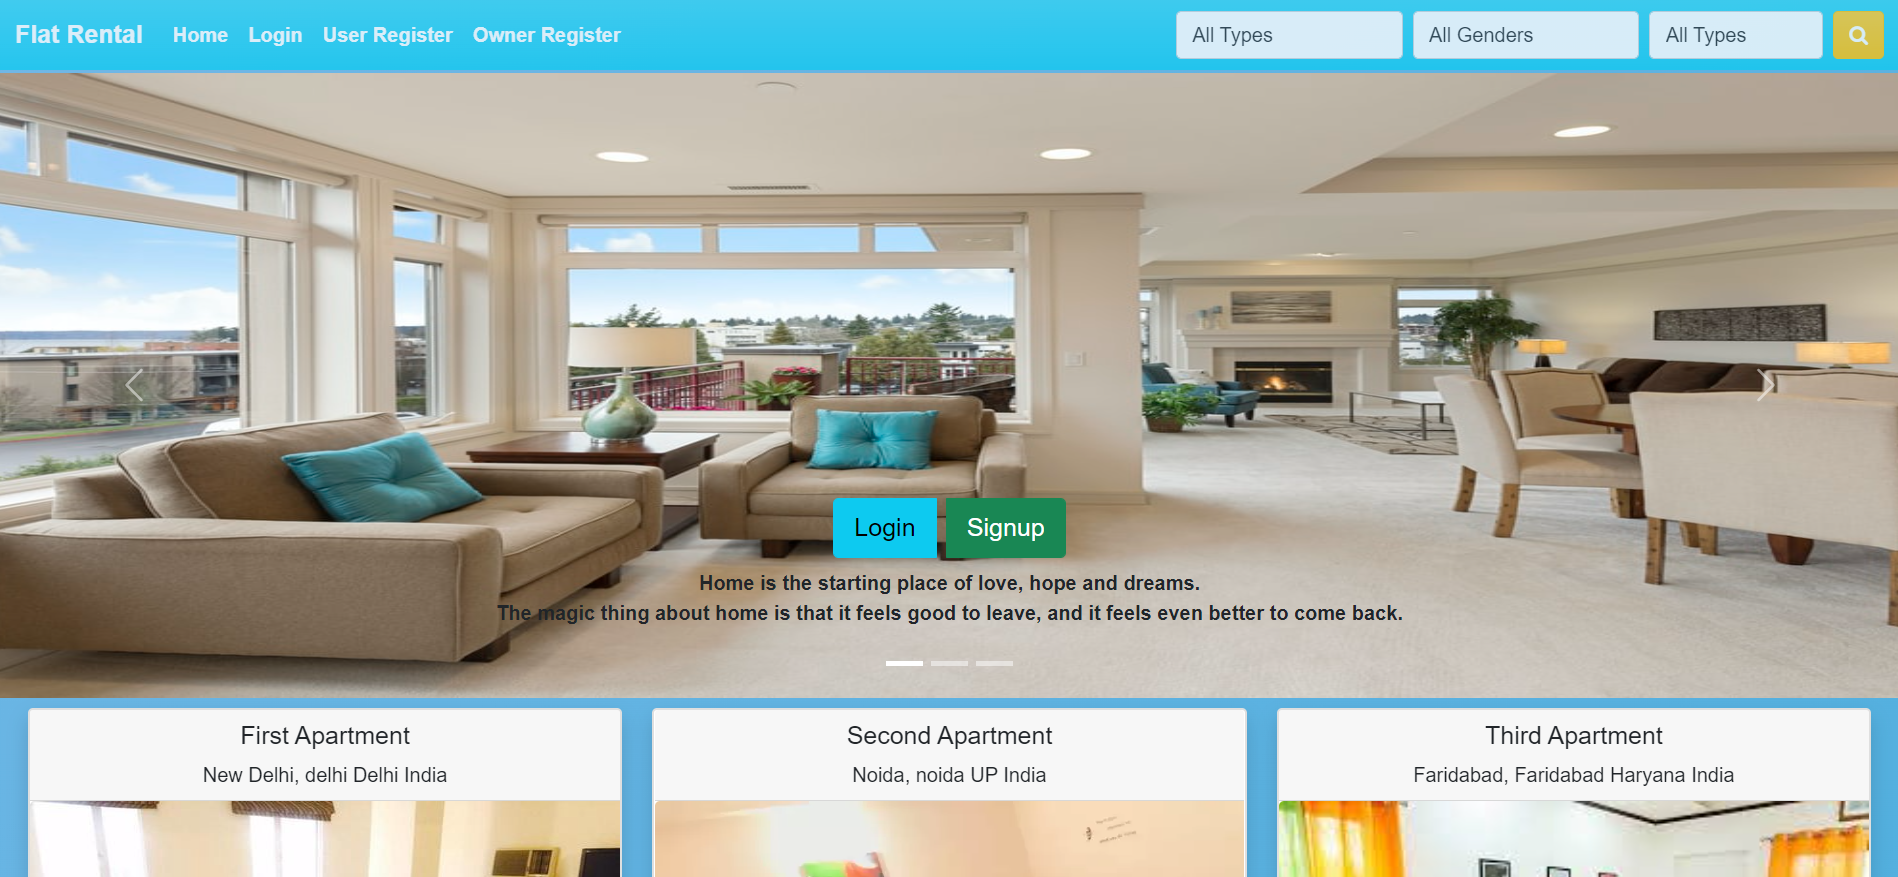 Flat Rental Home Login User Register Owner Register All Types All Genders All Types
Login Signup
Home is the starting place of love, hope and dreams.
The magic thing about home is that it feels good to leave, and it feels even better to come back.
First Apartment
New Delhi, delhi Delhi India
Second Apartment
Noida, noida UP India
Third Apartment
Faridabad, Faridabad Haryana India